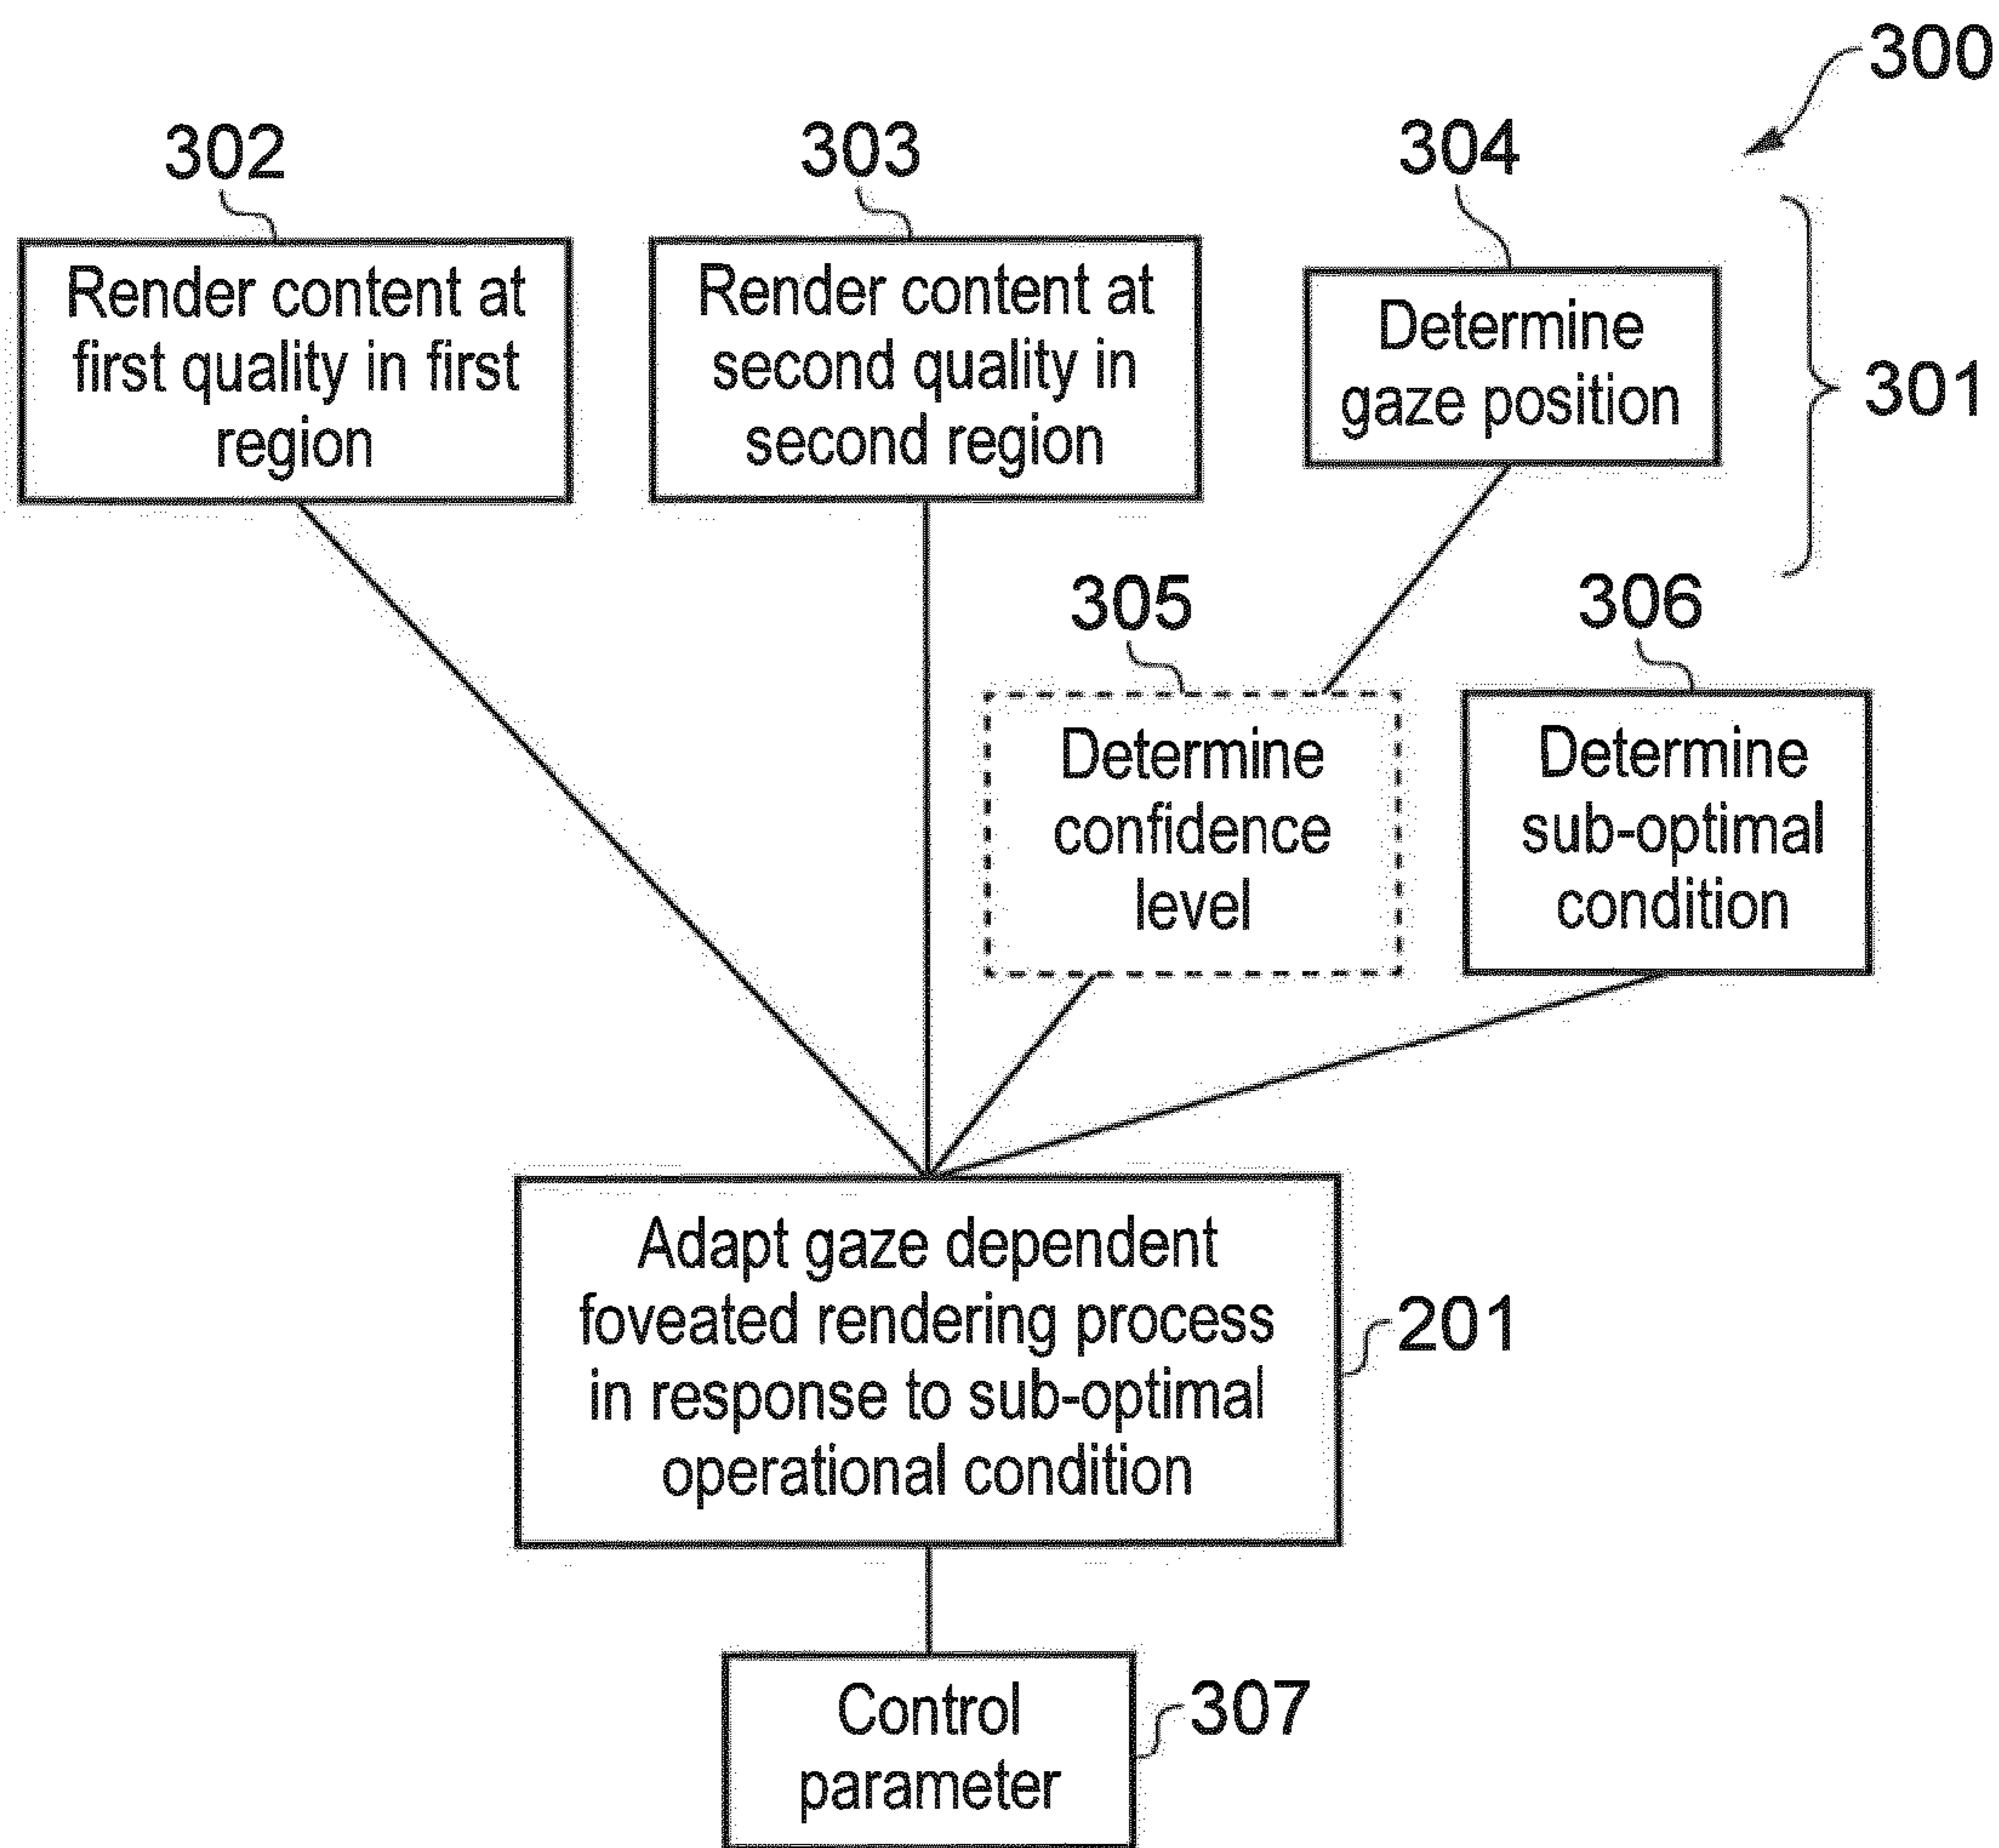 300
302
303
304
Render content at
first quality in first
region
Render content at
second quality in
second region
Determine
gaze position
301
305
306
Determine
confidence
level
Determine
sub-optimal
condition
Adapt gaze dependent
foveated rendering process
in response to sub-optimal
operational condition
201
Control
parameter
307